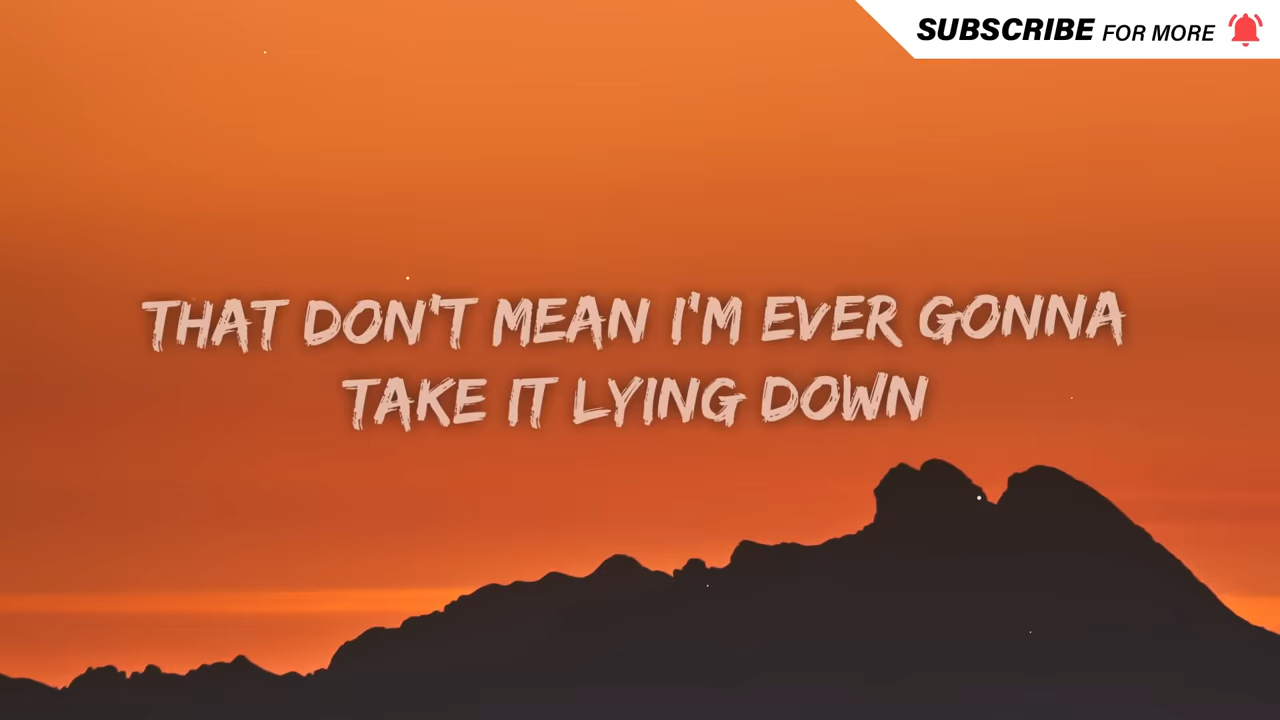 SUBSCRIBE FOR MORE
THAT DON'T MEAN I'M EVER GONNA
TAKE IT LYING DOWN